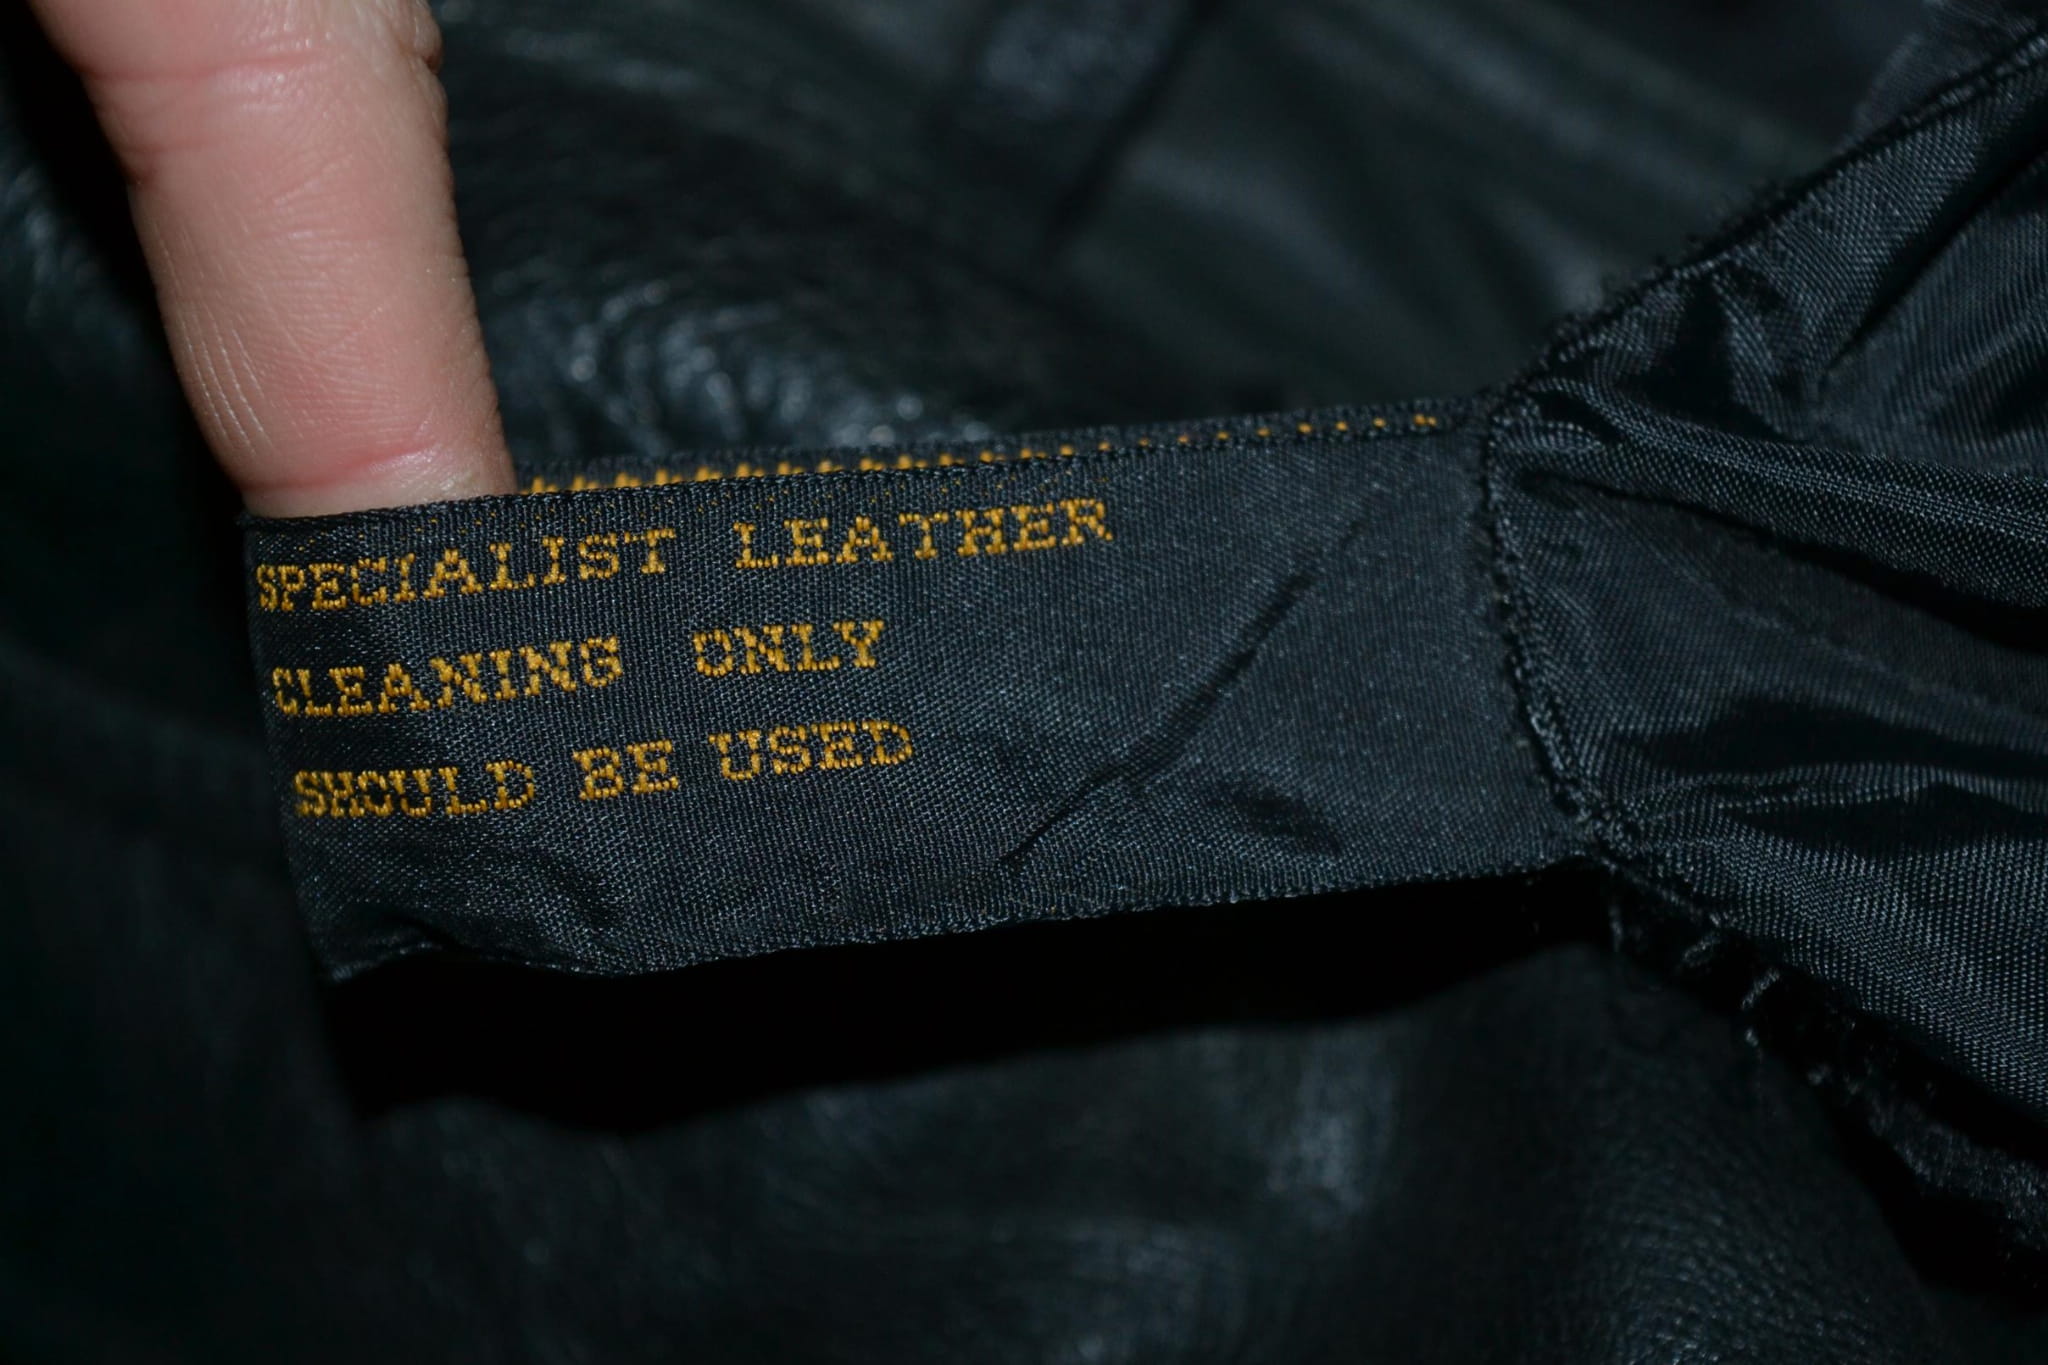 SPECIALIST LEATHER
CLEANING ONLY
SHOULD BE USED